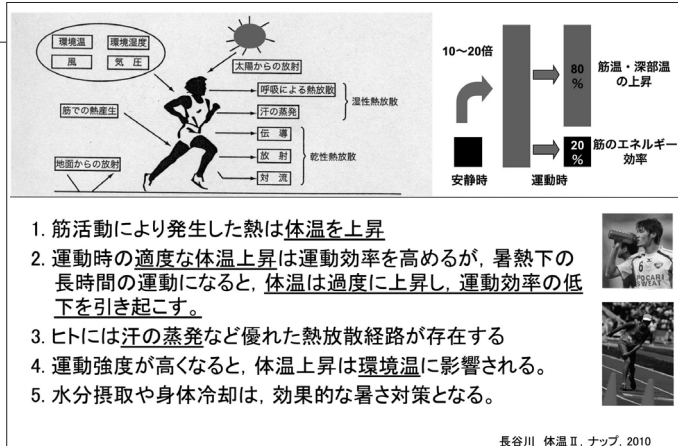 環境温 環境湿度
風 気圧
太陽からの放射
呼吸による熱放散
湿性熱放散
汗の蒸発
筋での熱産生
伝導
放射
乾性熱放散
対流
地面からの放射
10〜20倍
80%
筋温・深部温の上昇
20%
筋のエネルギー効率
安静時
運動時
1. 筋活動により発生した熱は体温を上昇
2. 運動時の適度な体温上昇は運動効率を高めるが，暑熱下の
長時間の運動になると，体温は過度に上昇し，運動効率の低
下を引き起こす。
3. ヒトには汗の蒸発など優れた熱放散経路が存在する
4. 運動強度が高くなると，体温上昇は環境温に影響される。
5. 水分摂取や身体冷却は，効果的な暑さ対策となる。
6
POCARI
SWEAT
長谷川 体温Ⅱ，ナップ，2010